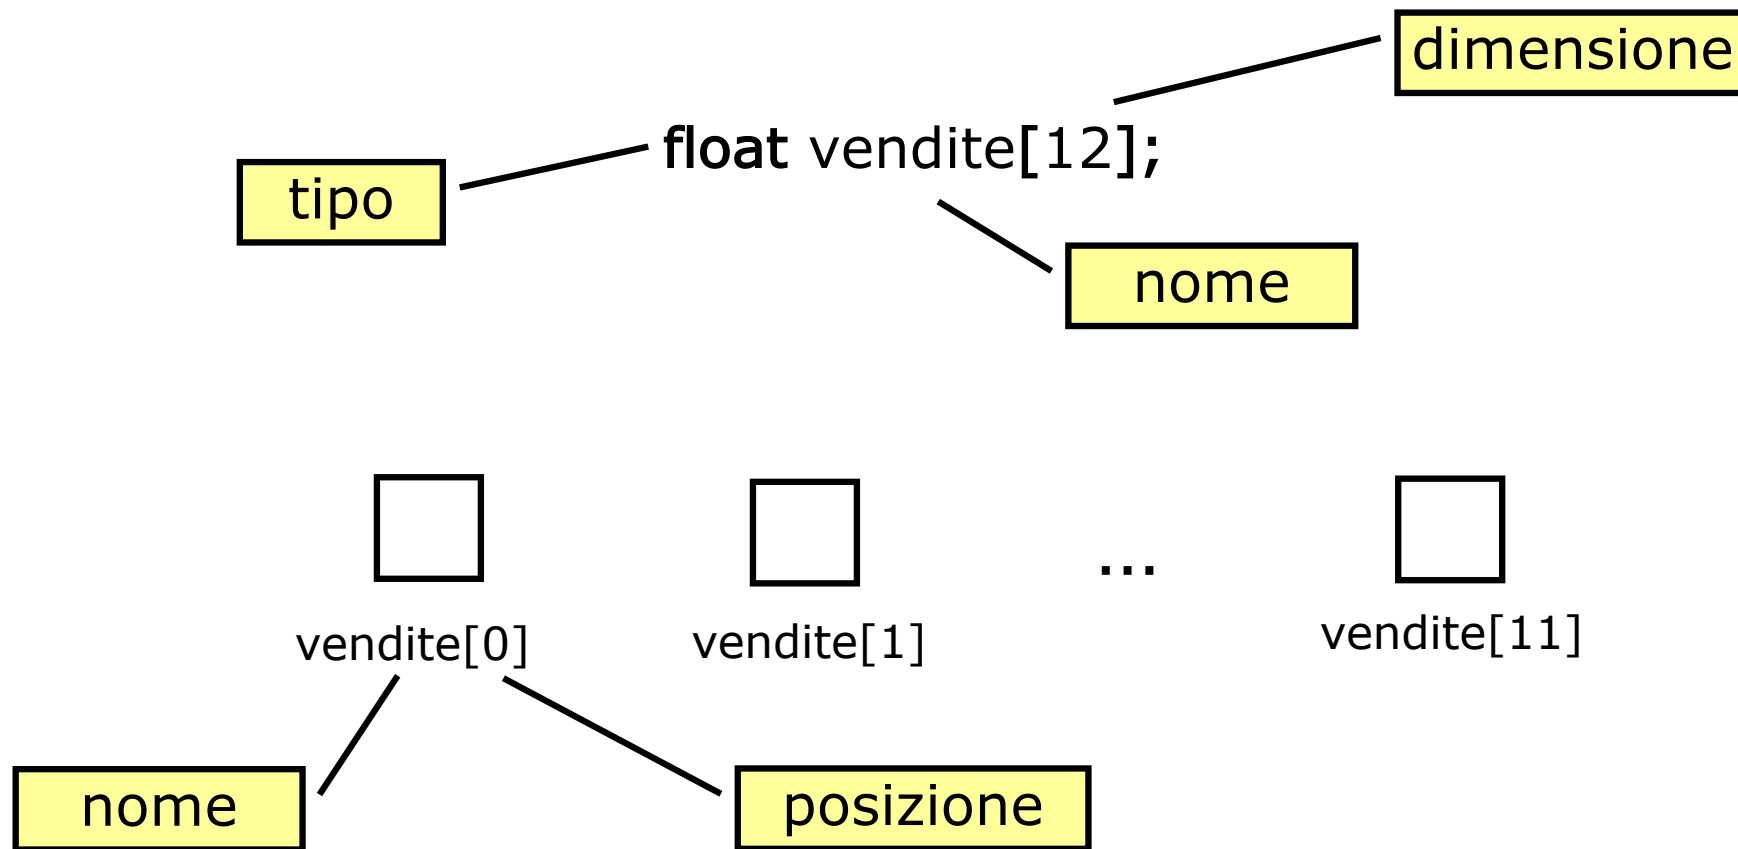 dimensione
float vendite[12];
tipo
nome
...
vendite[0] vendite[1] vendite[11]
nome posizione